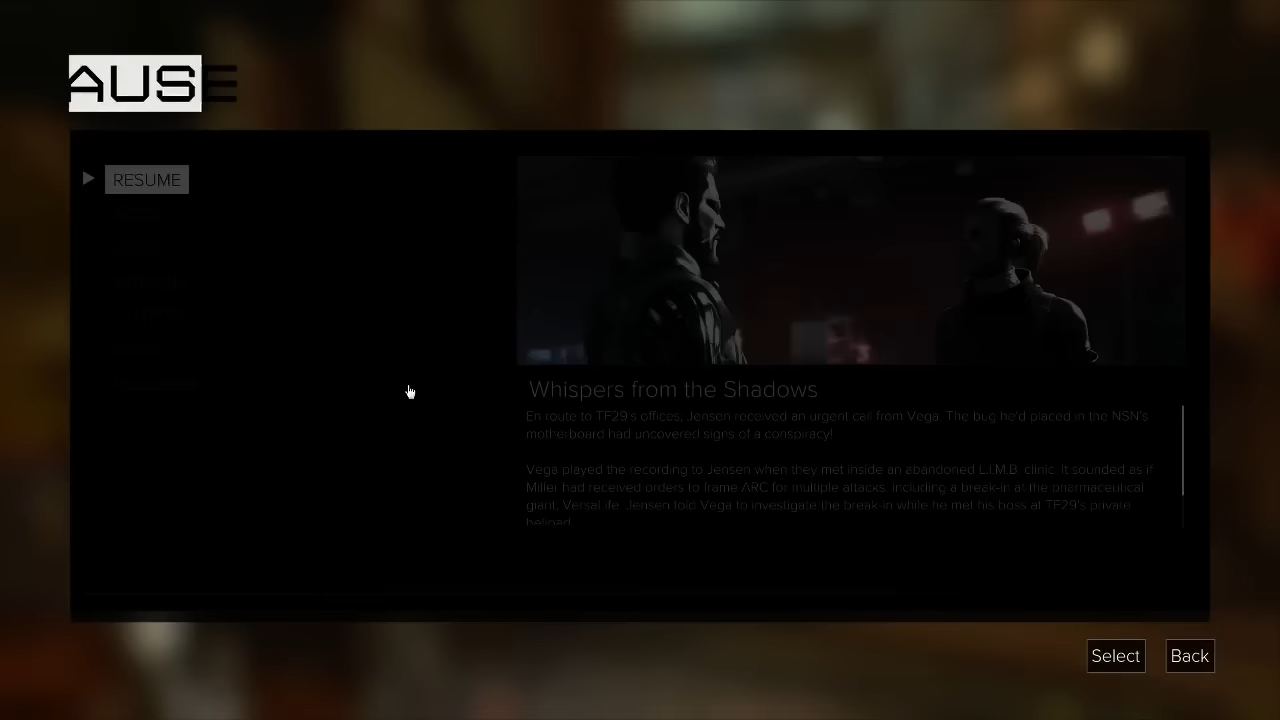 AUSE
RESUME
Whispers from the Shadows
En route to TF29's offices, Jensen received an urgent call from Vega. The bug he'd placed in the NSN's
motherboard had uncovered signs of a conspiracy!
Vega played the recording to Jensen when they met inside an abandoned L.I.M.B. clinic. It sounded as if
Miller had received orders to frame ARC for multiple attacks, including a break-in at the pharmaceutical
giant, VersaLife. Jensen told Vega to investigate the break-in while he met his boss at TF29's private
helipad.
Select
Back